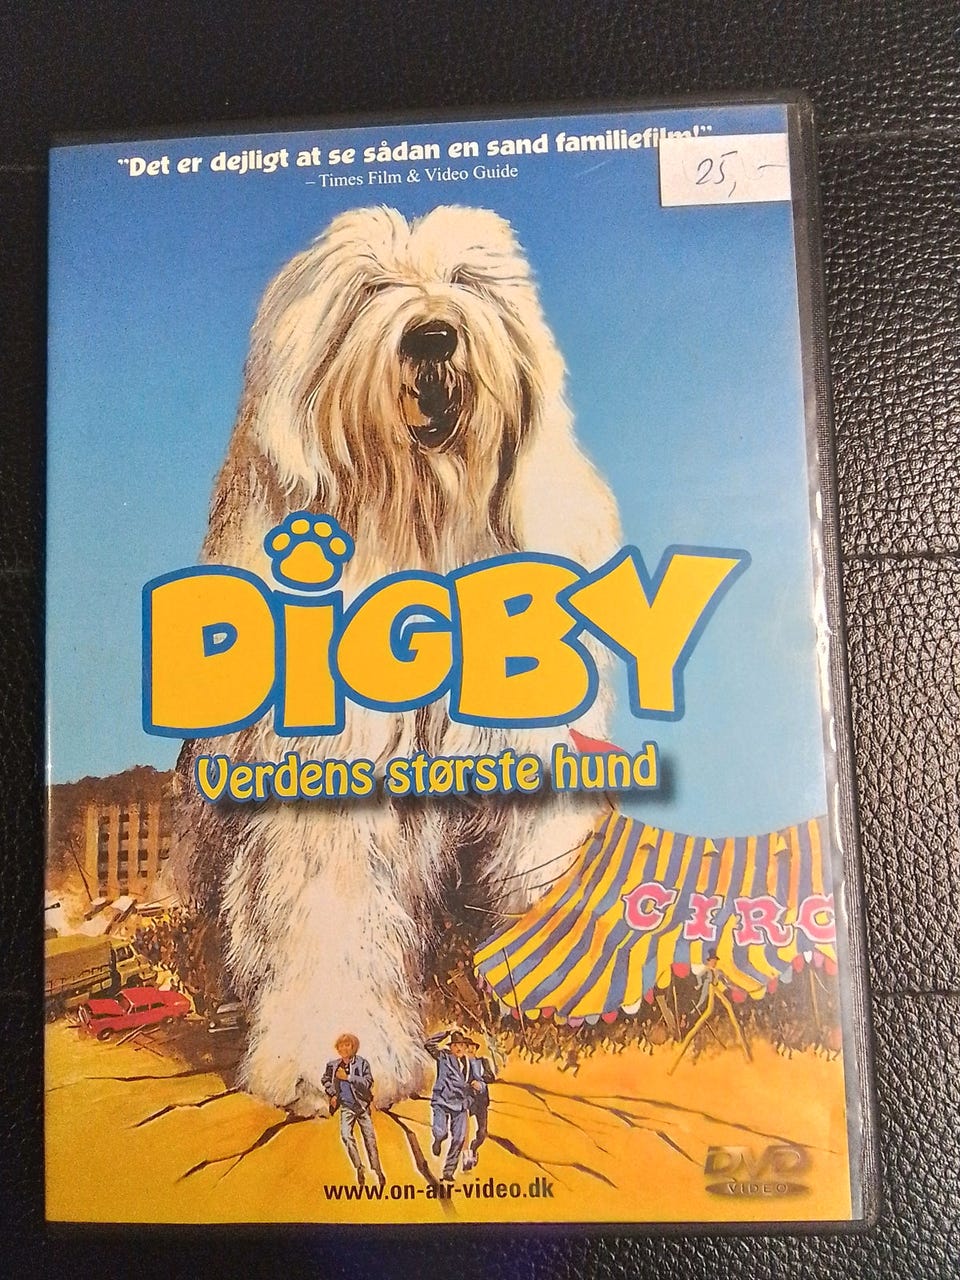 "Det er dejligt at se sådan en sand familiefilm!"
– Times Film & Video Guide
25,-
DiGBY
Verdens største hund
CIRC
www.on-air-video.dk
DVD
VIDEO